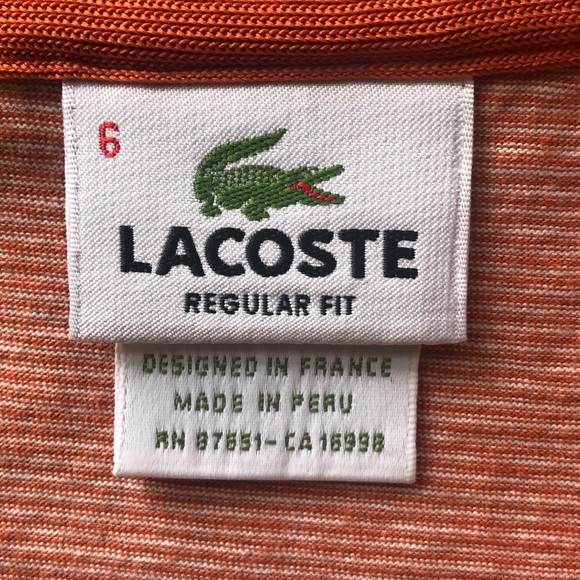 6
LACOSTE
REGULAR FIT
DESIGNED IN FRANCE
MADE IN PERU
RN 87651-CA 16998